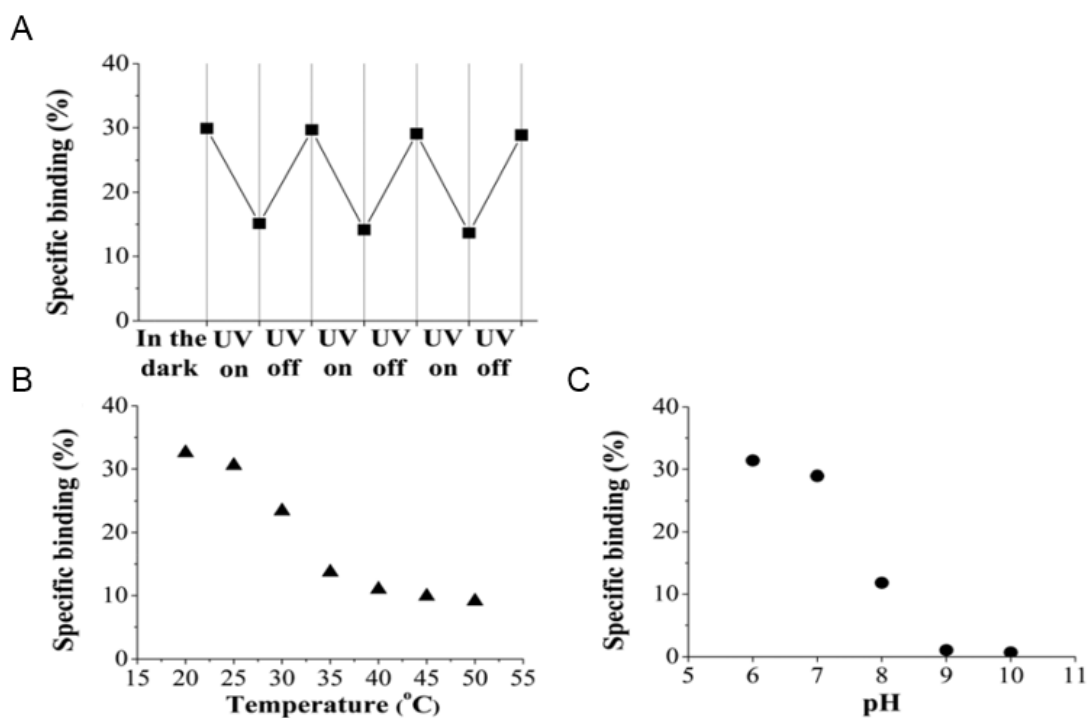 A
Specific binding (%)
40
30
20
10
0
In the dark
UV on
UV off
UV on
UV off
UV on
UV off
B
Specific binding (%)
40
30
20
10
0
15 20 25 30 35 40 45 50 55
Temperature (°C)
C
Specific binding (%)
40
30
20
10
0
5 6 7 8 9 10 11
pH